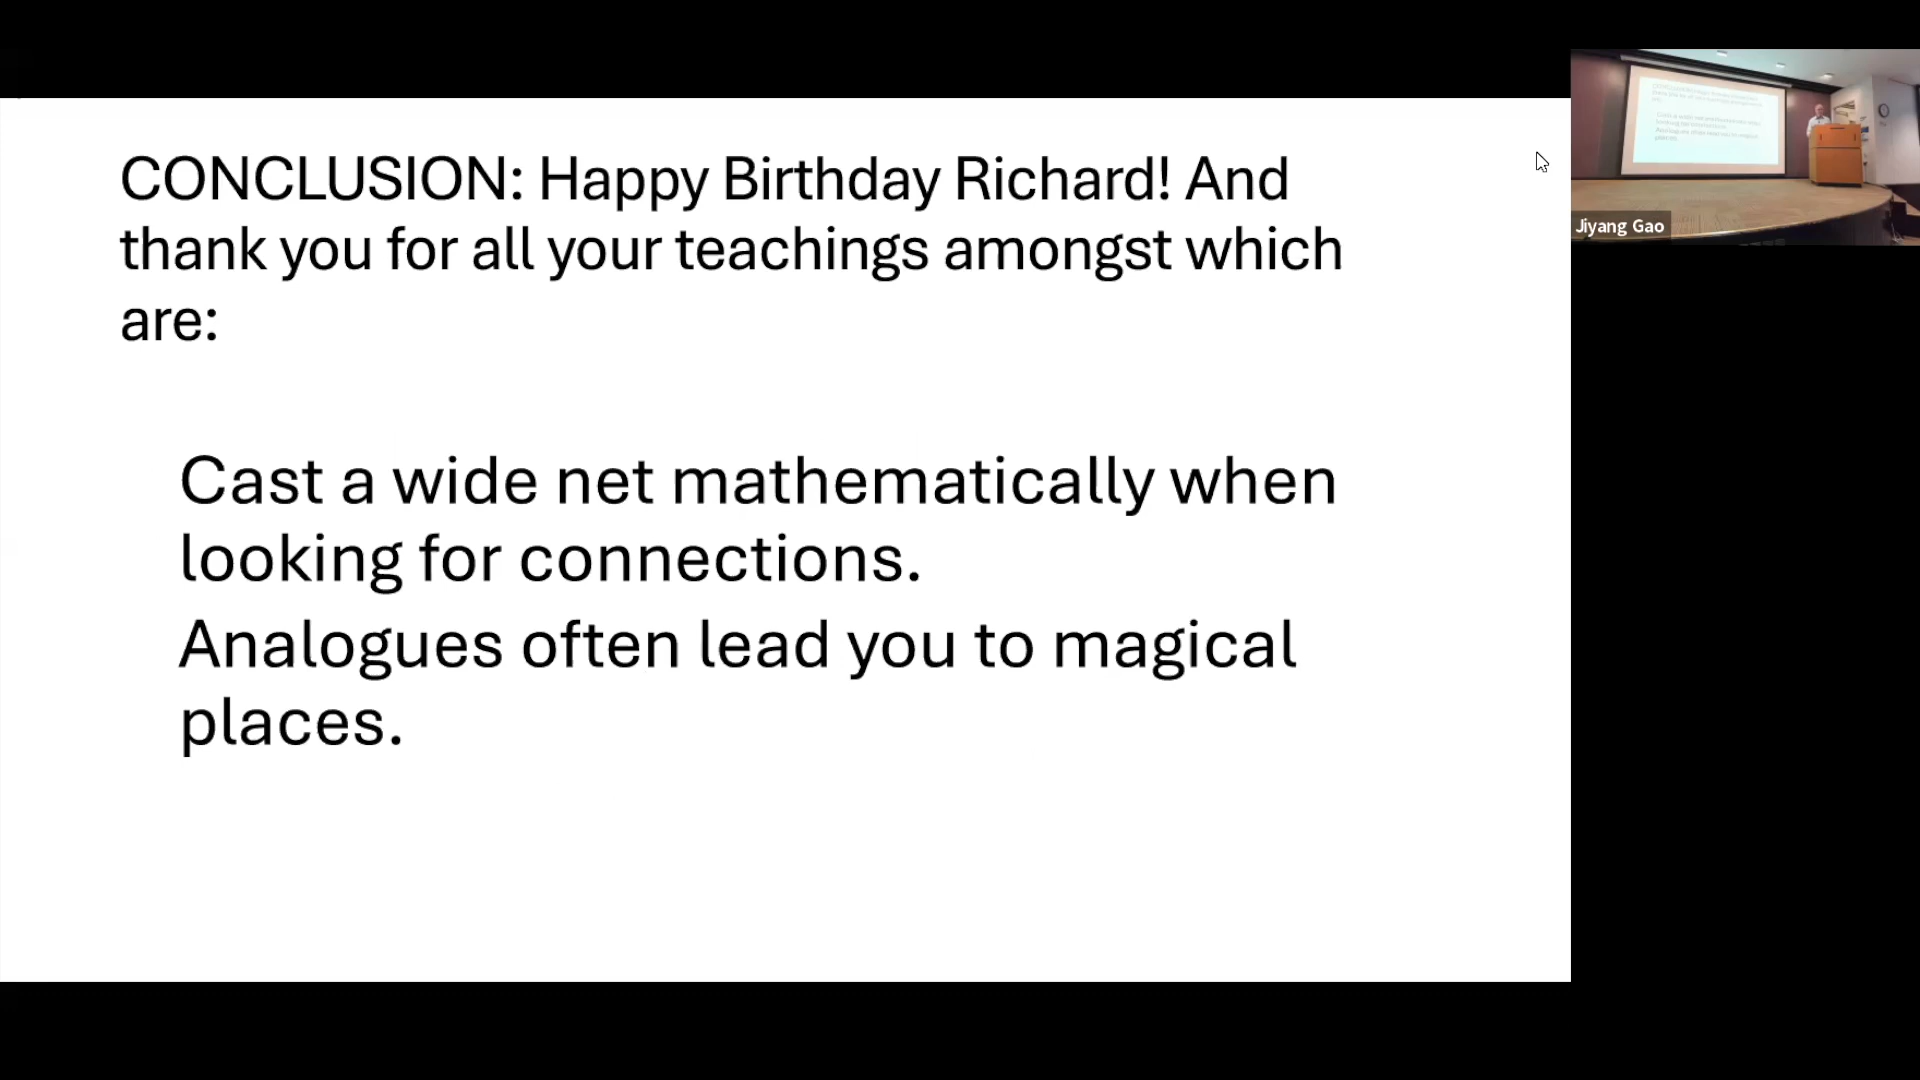 CONCLUSION: Happy Birthday Richard! And
thank you for all your teachings amongst which
are:
Cast a wide net mathematically when
looking for connections.
Analogues often lead you to magical
places.
Jiyang Gao